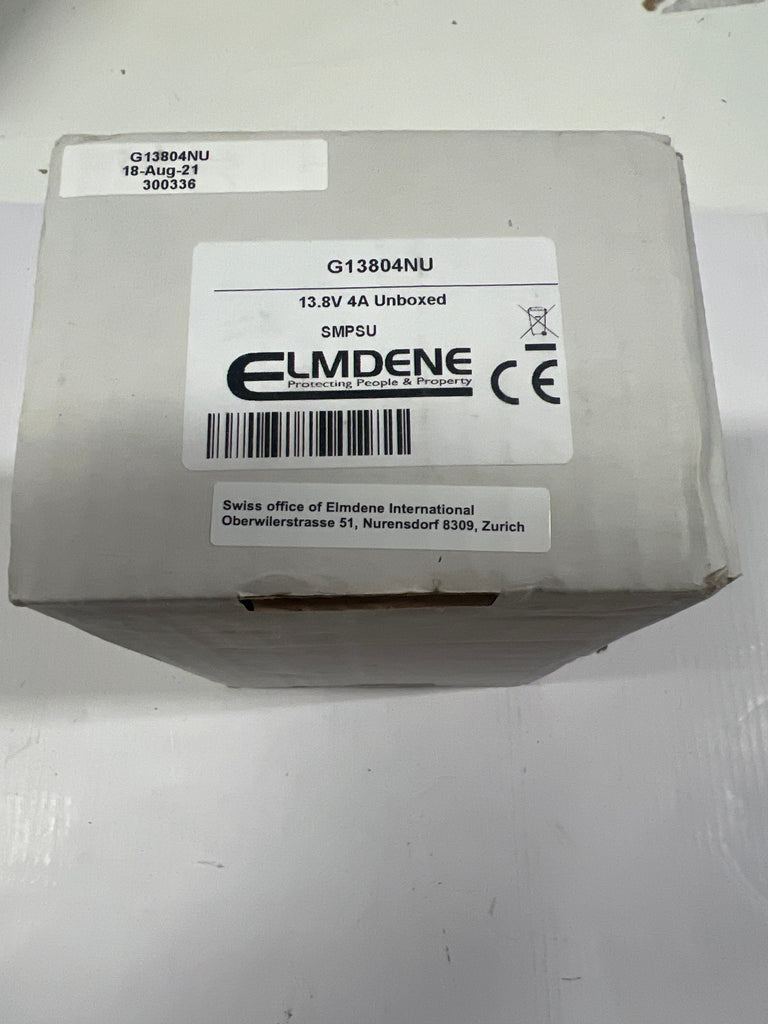 G13804NU
18-Aug-21
300336
G13804NU
13.8V 4A Unboxed
SMPSU
ELMDENE
Protecting People & Property
CE
Swiss office of Elmdene International
Oberwilerstrasse 51, Nurensdorf 8309, Zurich